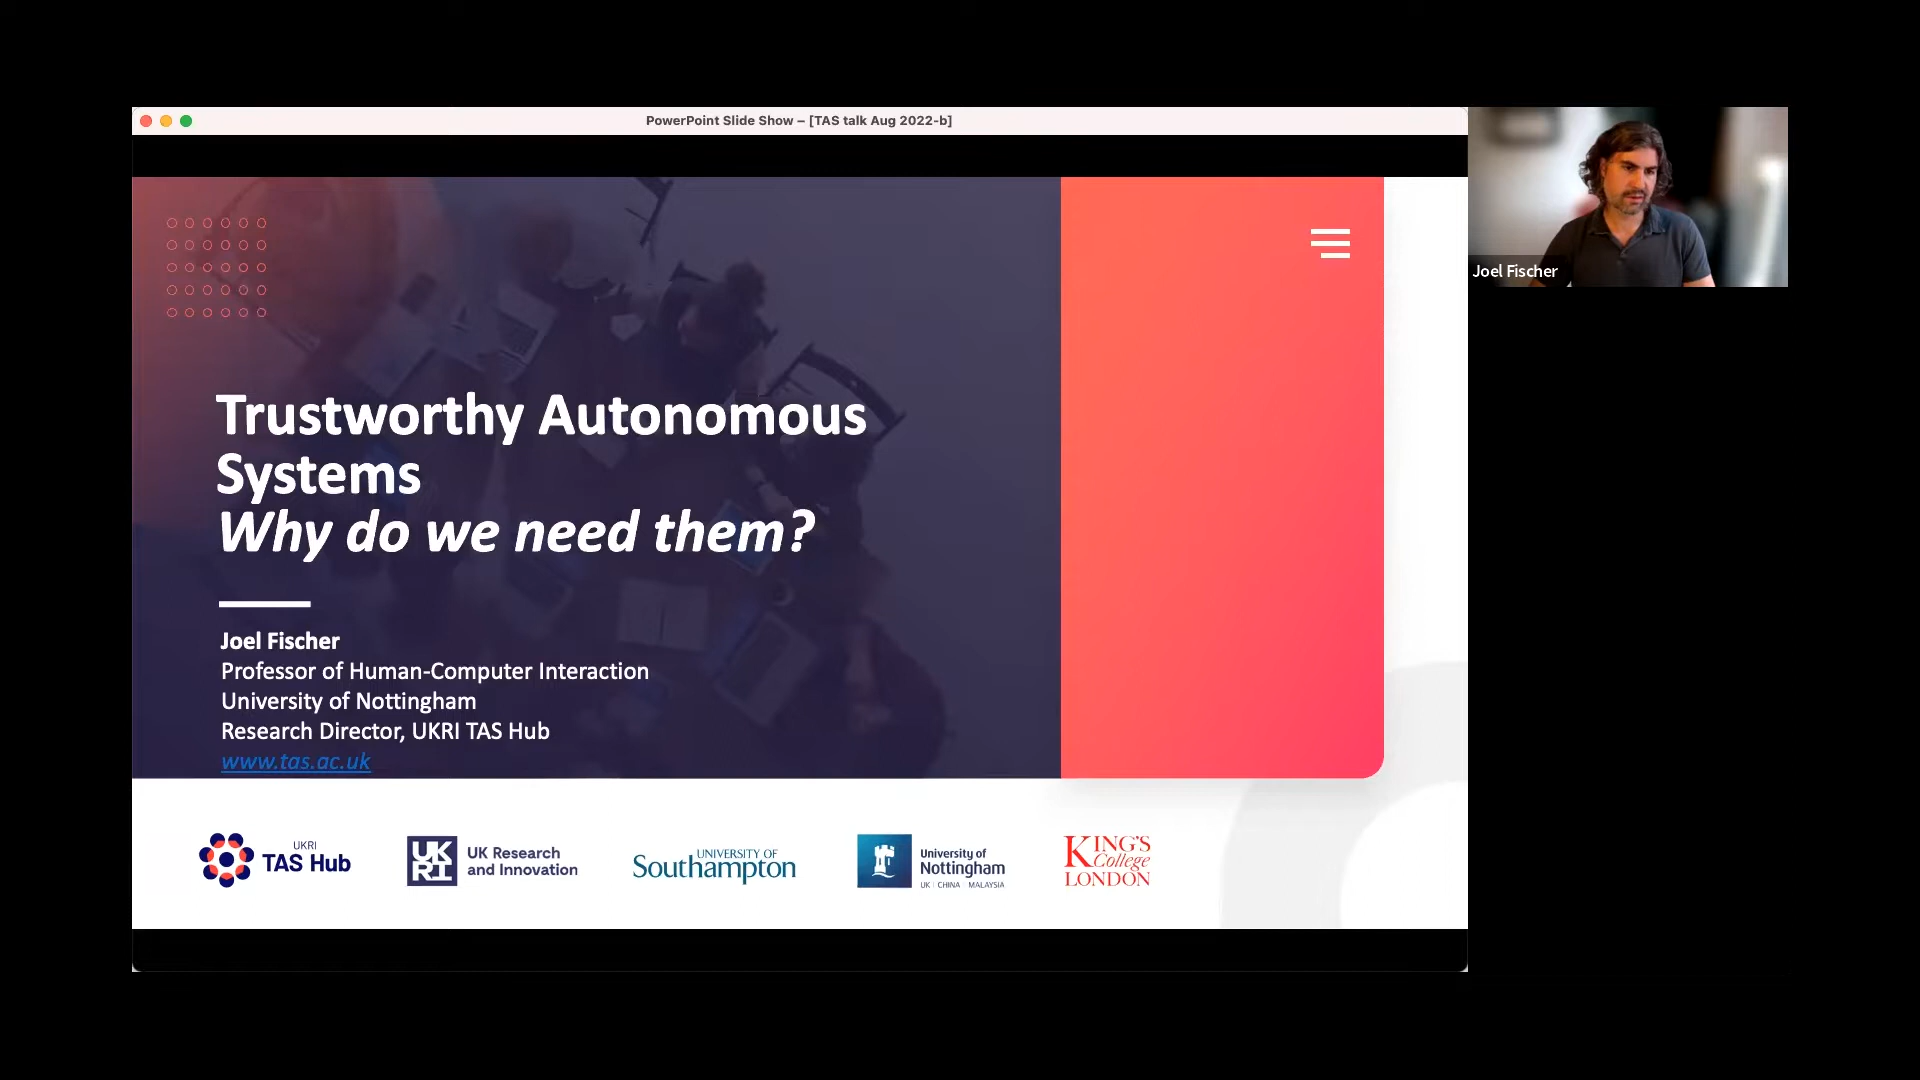 PowerPoint Slide Show – [TAS talk Aug 2022-b]
Trustworthy Autonomous
Systems
Why do we need them?
Joel Fischer
Professor of Human-Computer Interaction
University of Nottingham
Research Director, UKRI TAS Hub
www.tas.ac.uk
UKRI
TAS Hub
UK
RI
UK Research
and Innovation
UNIVERSITY OF
Southampton
University of
Nottingham
UK | CHINA | MALAYSIA
KING'S
College
LONDON
Joel Fischer